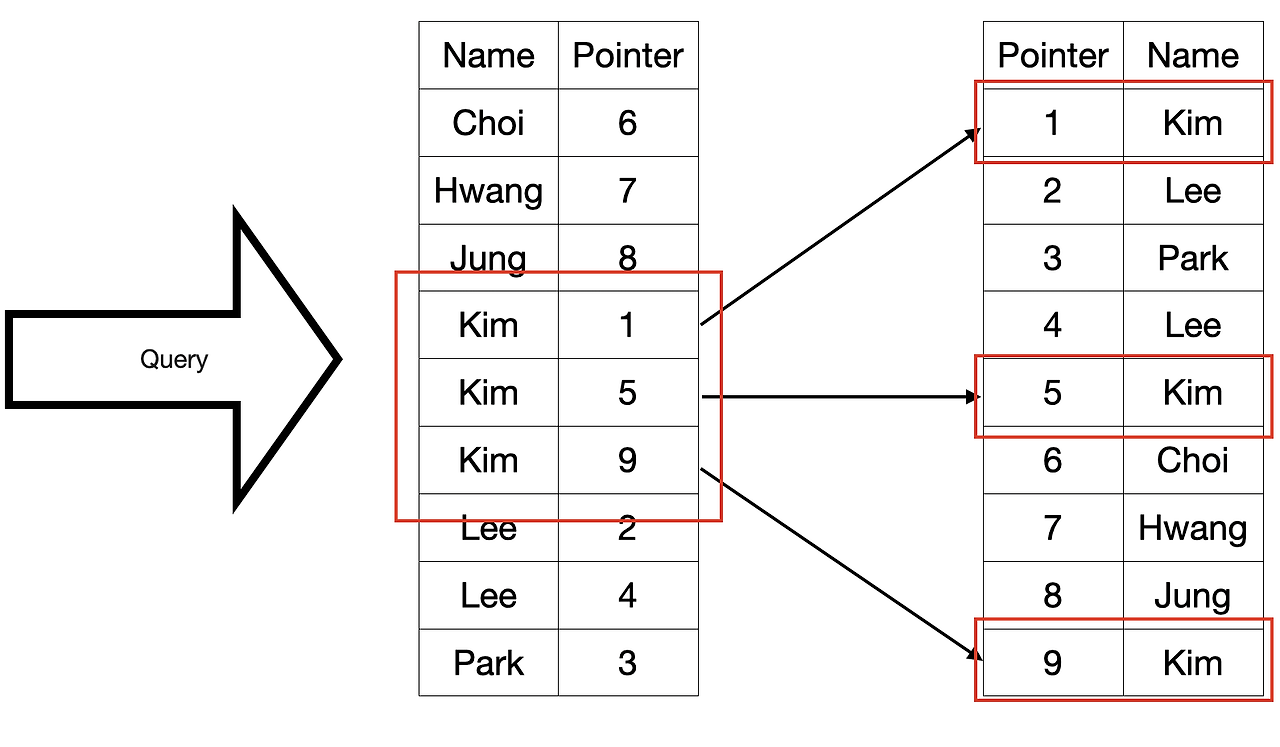 Query
Name Pointer
Choi 6
Hwang 7
Jung 8
Kim 1
Kim 5
Kim 9
Lee 2
Lee 4
Park 3
Pointer Name
1 Kim
2 Lee
3 Park
4 Lee
5 Kim
6 Choi
7 Hwang
8 Jung
9 Kim